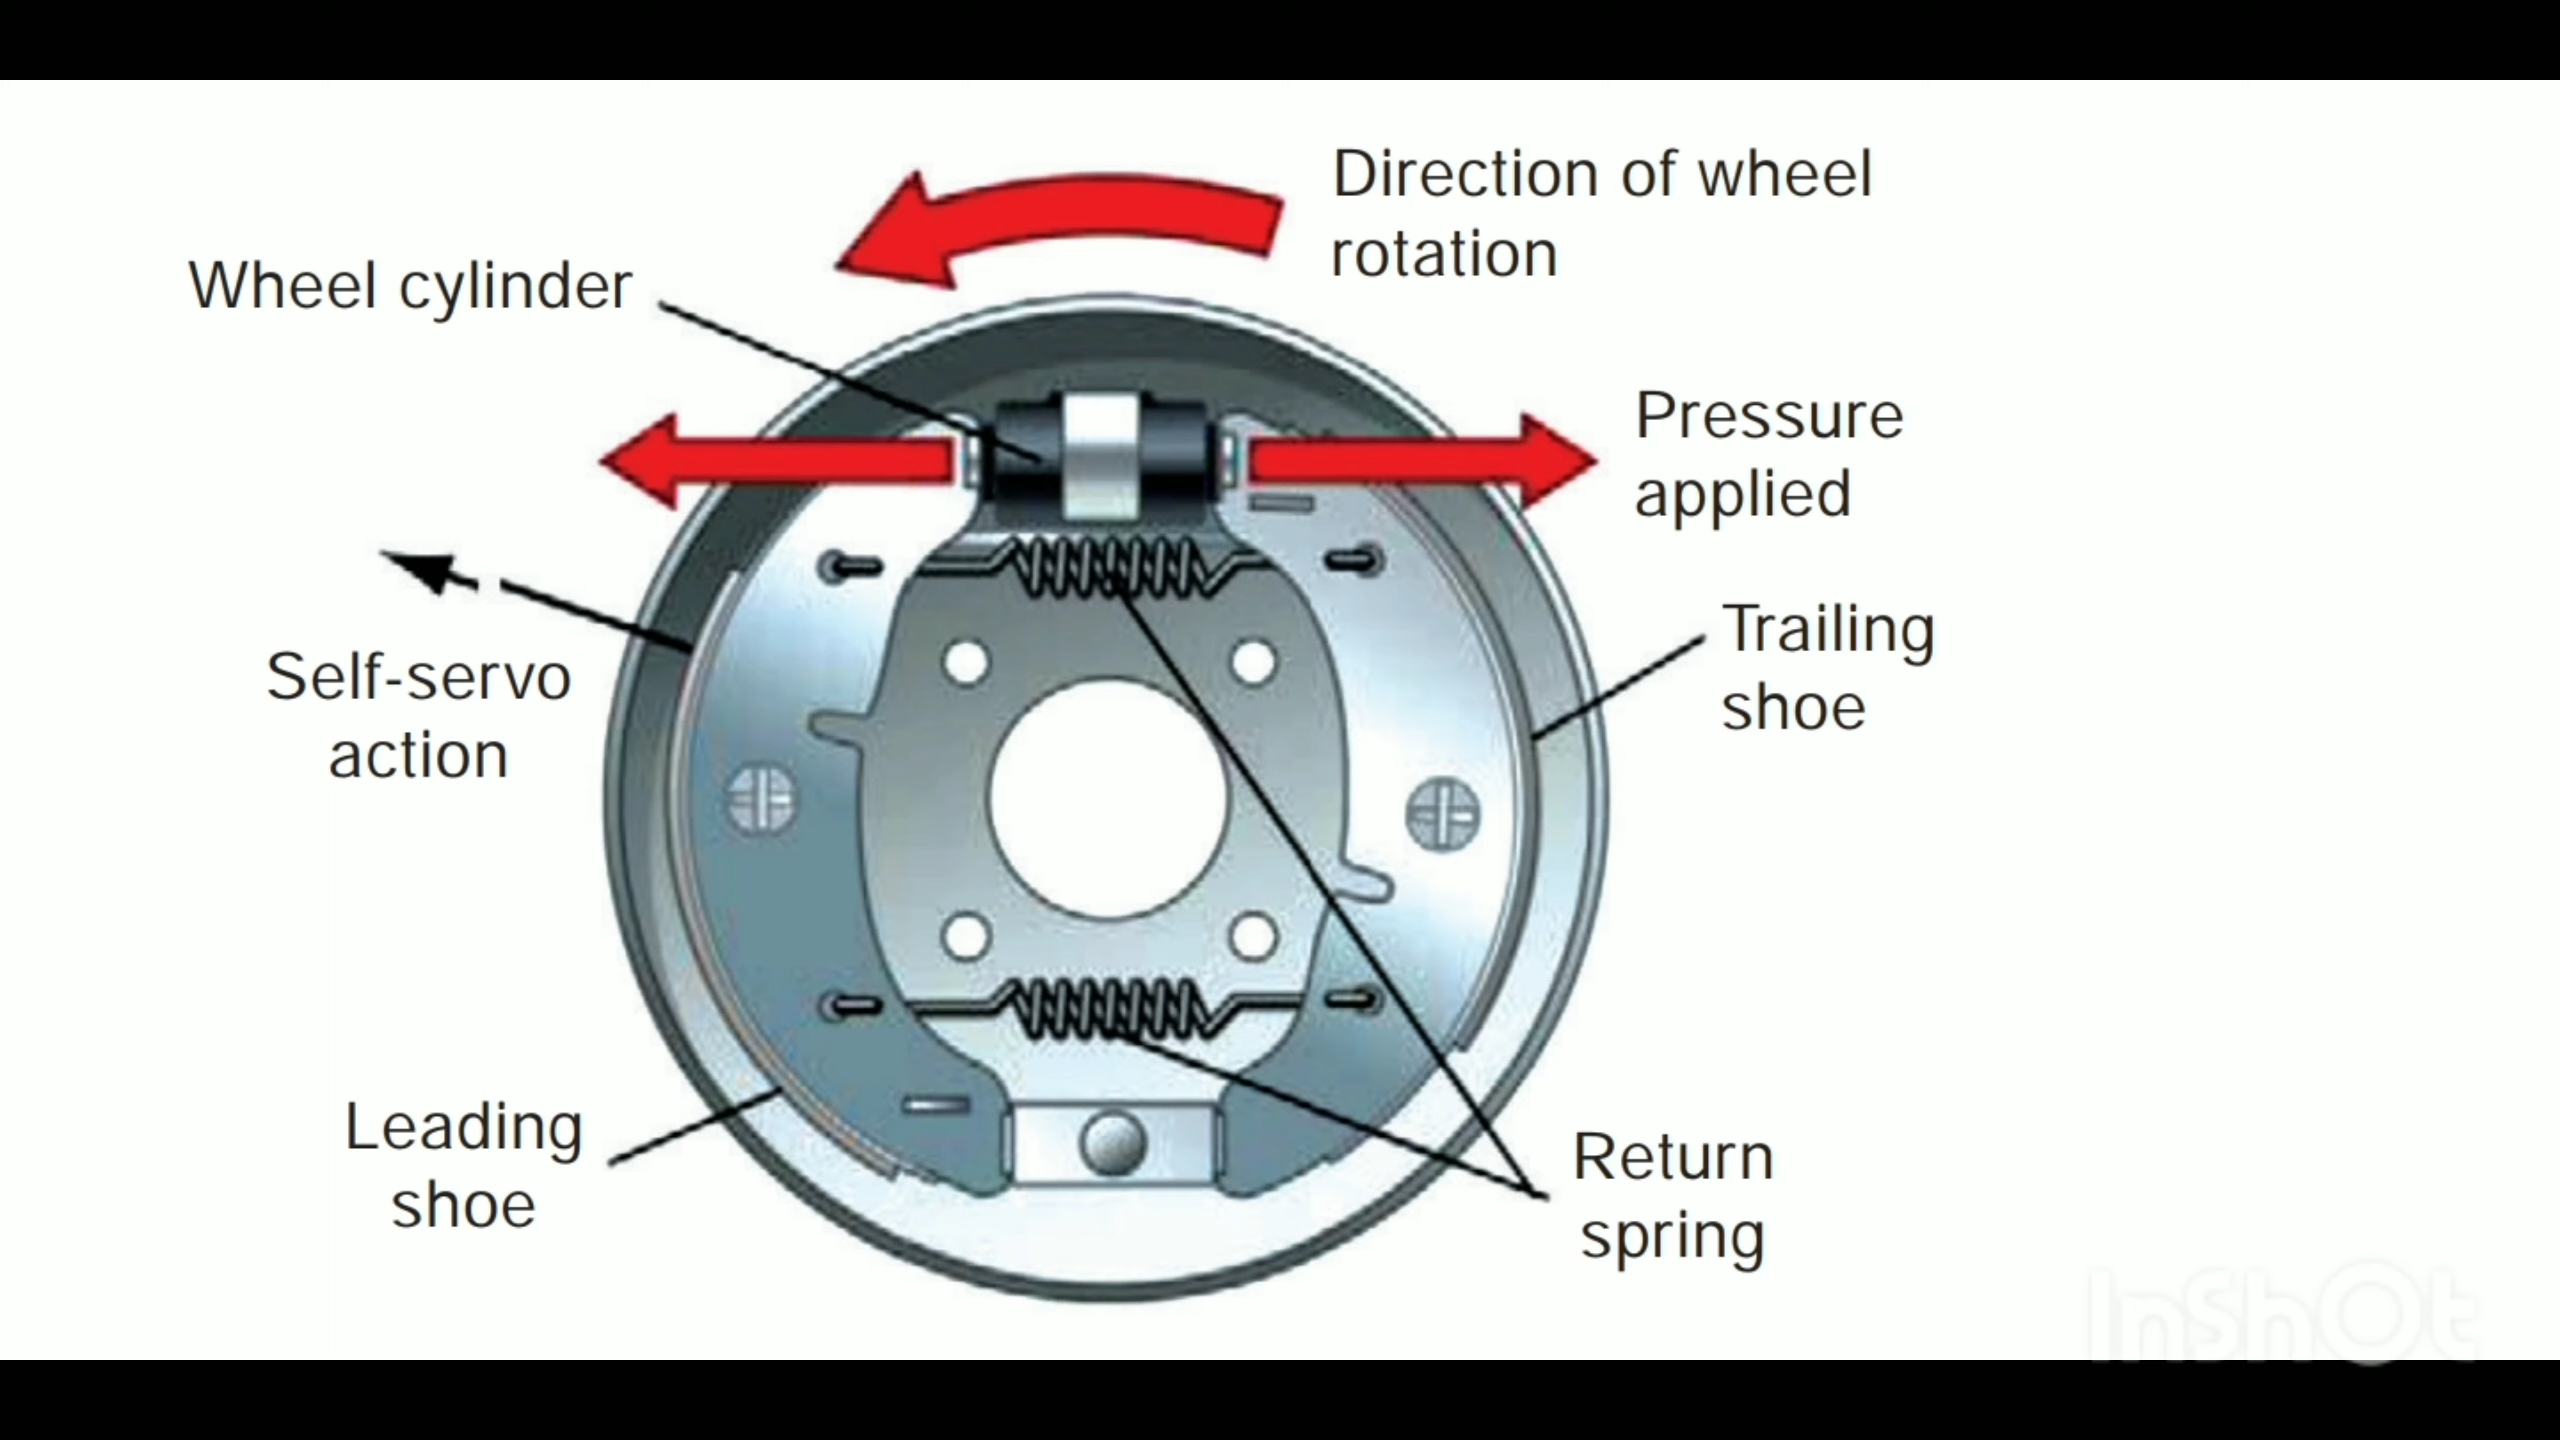 Direction of wheel
rotation
Wheel cylinder
Pressure
applied
Trailing
shoe
Self-servo
action
Leading
shoe
Return
spring
InShOt